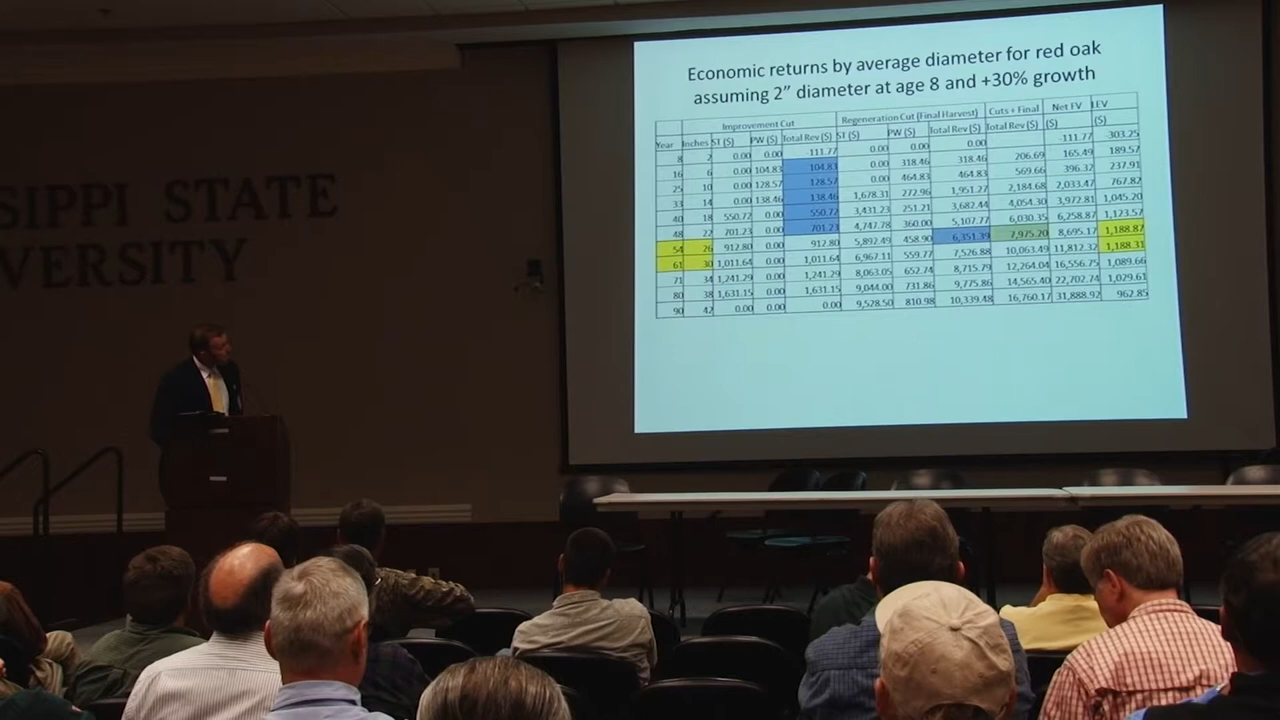 SIPPI STATE
VERSITY
Economic returns by average diameter for red oak
assuming 2” diameter at age 8 and +30% growth
Improvement Cut Regeneration Cut (Final Harvest) Cuts + Final Net FV LEV
Year Inches ST ($) PW ($) Total Rev ($) ST ($) PW ($) Total Rev ($) Total Rev ($) ($) ($)
8 2 0.00 0.00 -111.77 0.00 0.00 0.00 -111.77 -303.25
16 6 0.00 104.83 104.83 0.00 318.46 318.46 206.69 165.49 189.57
25 10 0.00 128.57 128.57 0.00 464.83 464.83 569.66 396.32 237.91
33 14 0.00 138.46 138.46 1,678.31 272.96 1,951.27 2,184.68 2,033.47 767.82
40 18 550.72 0.00 550.72 3,431.23 251.21 3,682.44 4,054.30 3,972.81 1,045.20
48 22 701.23 0.00 701.23 4,747.78 360.00 5,107.77 6,030.35 6,258.87 1,123.57
54 26 912.80 0.00 912.80 5,892.49 458.90 6,351.39 7,975.20 8,695.17 1,188.87
61 30 1,011.64 0.00 1,011.64 6,967.11 559.77 7,526.88 10,063.49 11,812.32 1,188.31
71 34 1,241.29 0.00 1,241.29 8,063.05 652.74 8,715.79 12,264.04 16,556.75 1,089.66
80 38 1,631.15 0.00 1,631.15 9,044.00 731.86 9,775.86 14,565.40 22,702.74 1,029.61
90 42 0.00 0.00 0.00 9,528.50 810.98 10,339.48 16,760.17 31,888.92 962.85